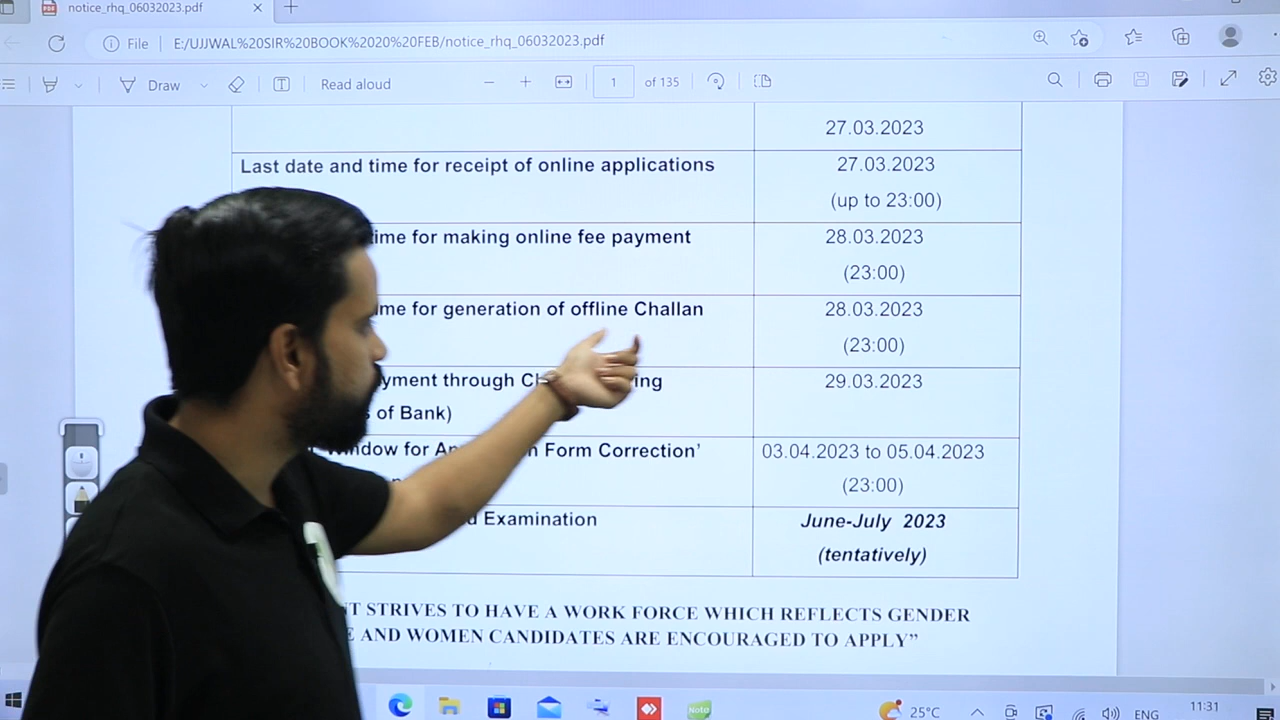 notice_rhq_06032023.pdf
File
E:/UJJWAL%20SIR%20BOOK%2020%20FEB/notice_rhq_06032023.pdf
Draw
Read aloud
1
of 135
27.03.2023
Last date and time for receipt of online applications
27.03.2023
(up to 23:00)
time for making online fee payment
28.03.2023
(23:00)
me for generation of offline Challan
28.03.2023
(23:00)
yment through
29.03.2023
of Bank)
for
Form Correction’
03.04.2023 to 05.04.2023
(23:00)
Examination
June-July 2023
(tentatively)
STRIVES TO HAVE A WORK FORCE WHICH REFLECTS GENDER
AND WOMEN CANDIDATES ARE ENCOURAGED TO APPLY”
25°C
ENG
11:31